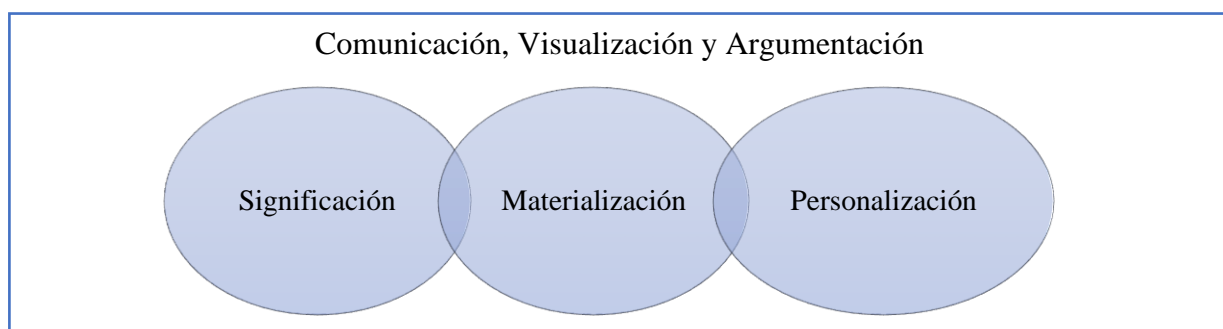 Comunicación, Visualización y Argumentación
Significación
Materialización
Personalización